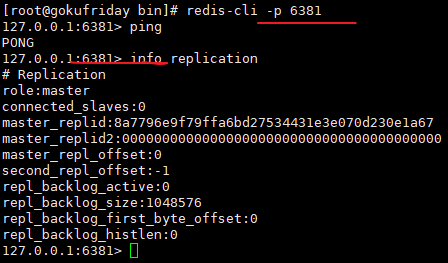 [root@gokufriday bin]# redis-cli -p 6381
127.0.0.1:6381> ping
PONG
127.0.0.1:6381> info replication
# Replication
role:master
connected_slaves:0
master_replid:8a7796e9f79ffa6bd27534431e3e070d230e1a67
master_replid2:0000000000000000000000000000000000000000
master_repl_offset:0
second_repl_offset:-1
repl_backlog_active:0
repl_backlog_size:1048576
repl_backlog_first_byte_offset:0
repl_backlog_histlen:0
127.0.0.1:6381>